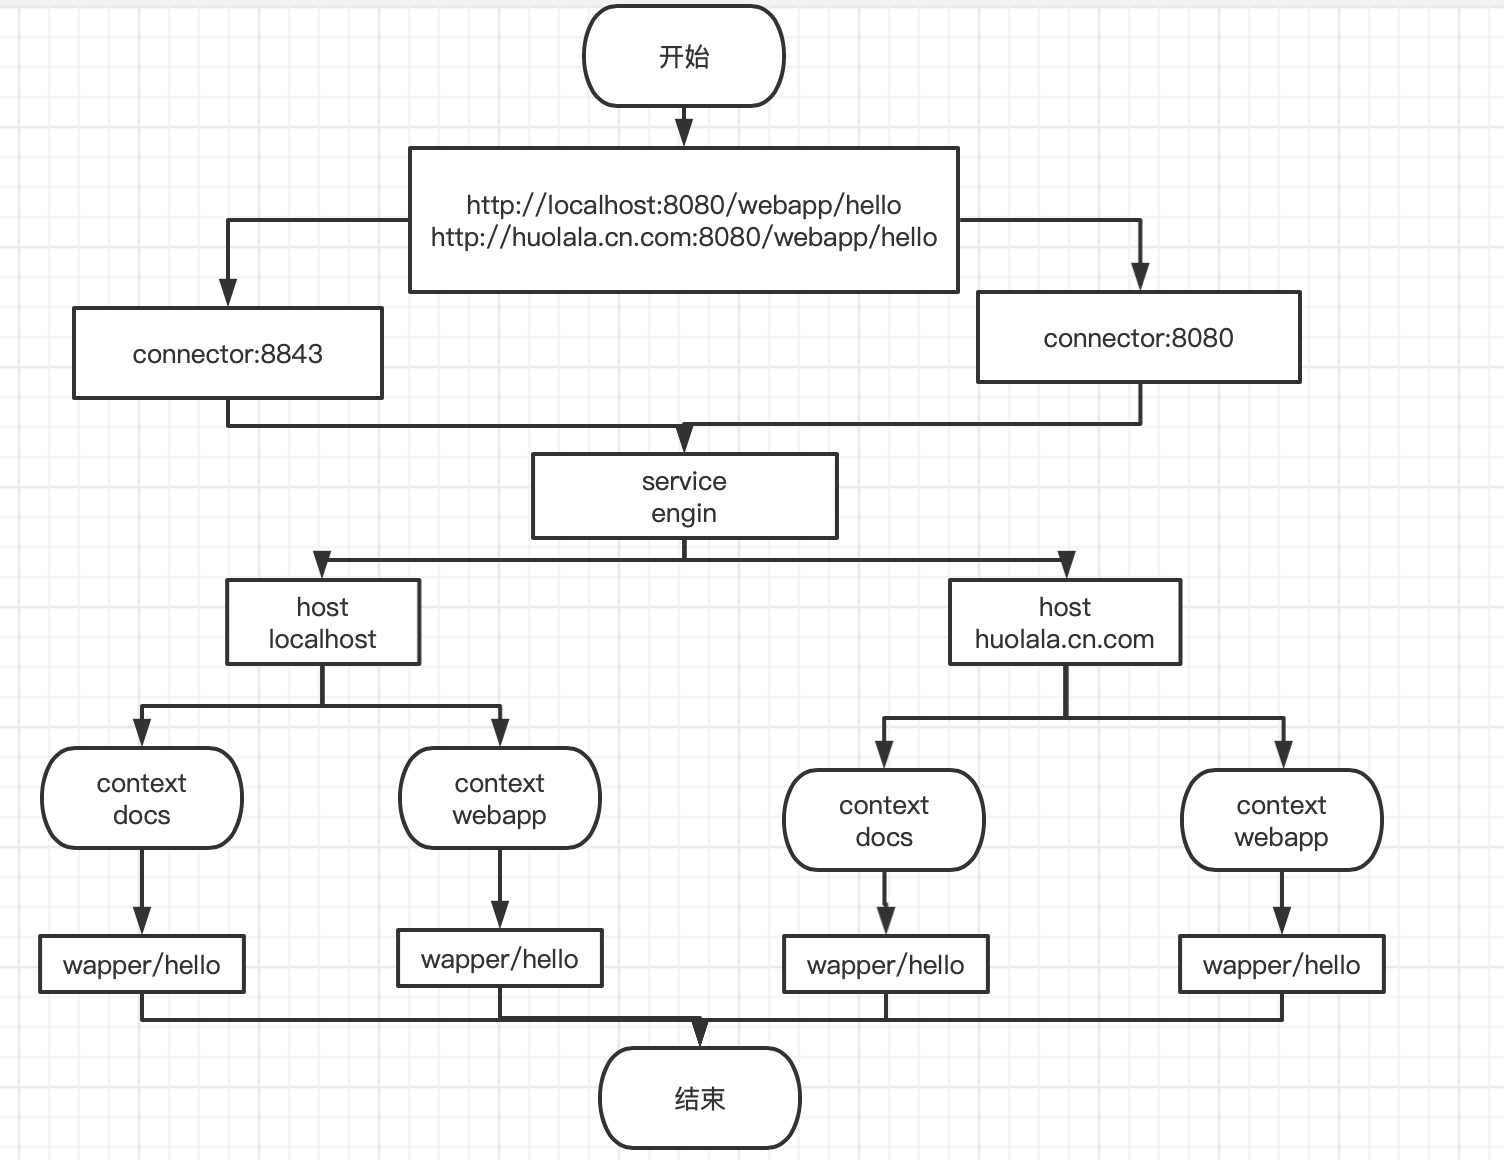 开始
http://localhost:8080/webapp/hello
http://huolala.cn.com:8080/webapp/hello
connector:8843
connector:8080
service
engin
host
localhost
host
huolala.cn.com
context
docs
context
webapp
context
docs
context
webapp
wapper/hello
wapper/hello
wapper/hello
wapper/hello
结束